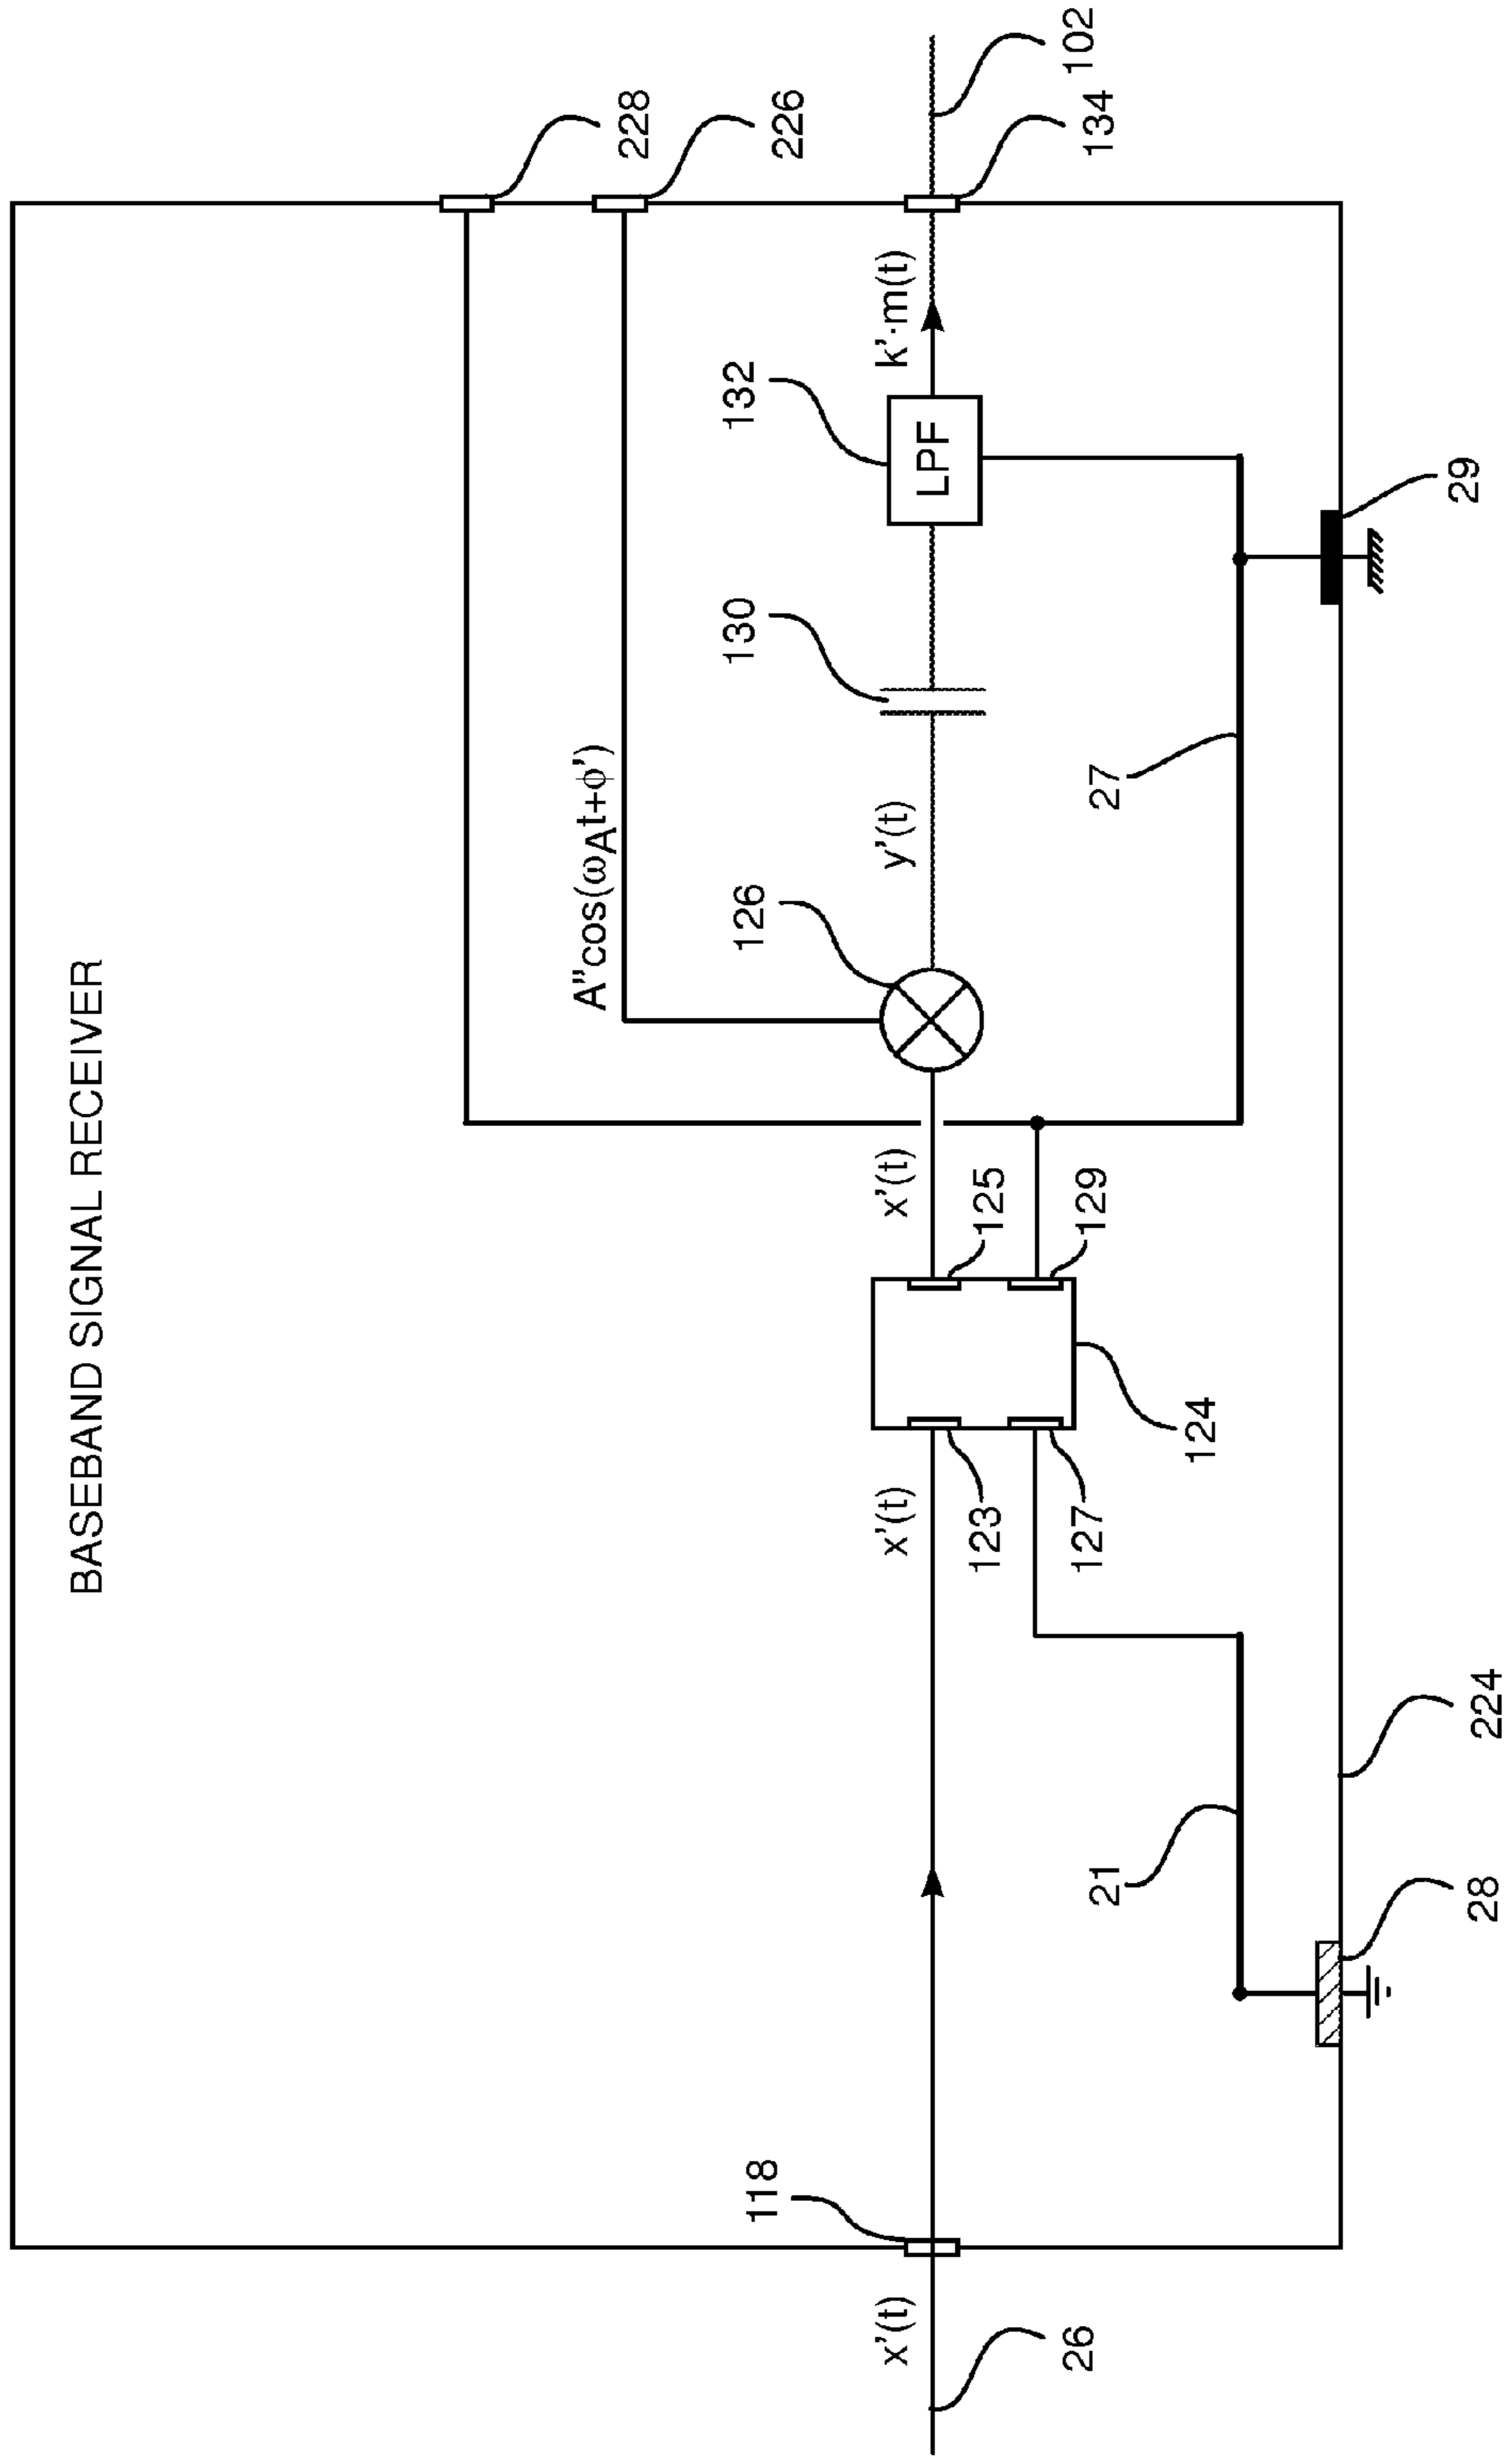 BASEBAND SIGNAL RECEIVER
228
226
A"cos(ωAt+ϕ')
118
126
130
132
x'(t)
x'(t)
x'(t)
y'(t)
k'·m(t)
LPF
26
123
125
134
102
127
129
21
124
27
28
224
29